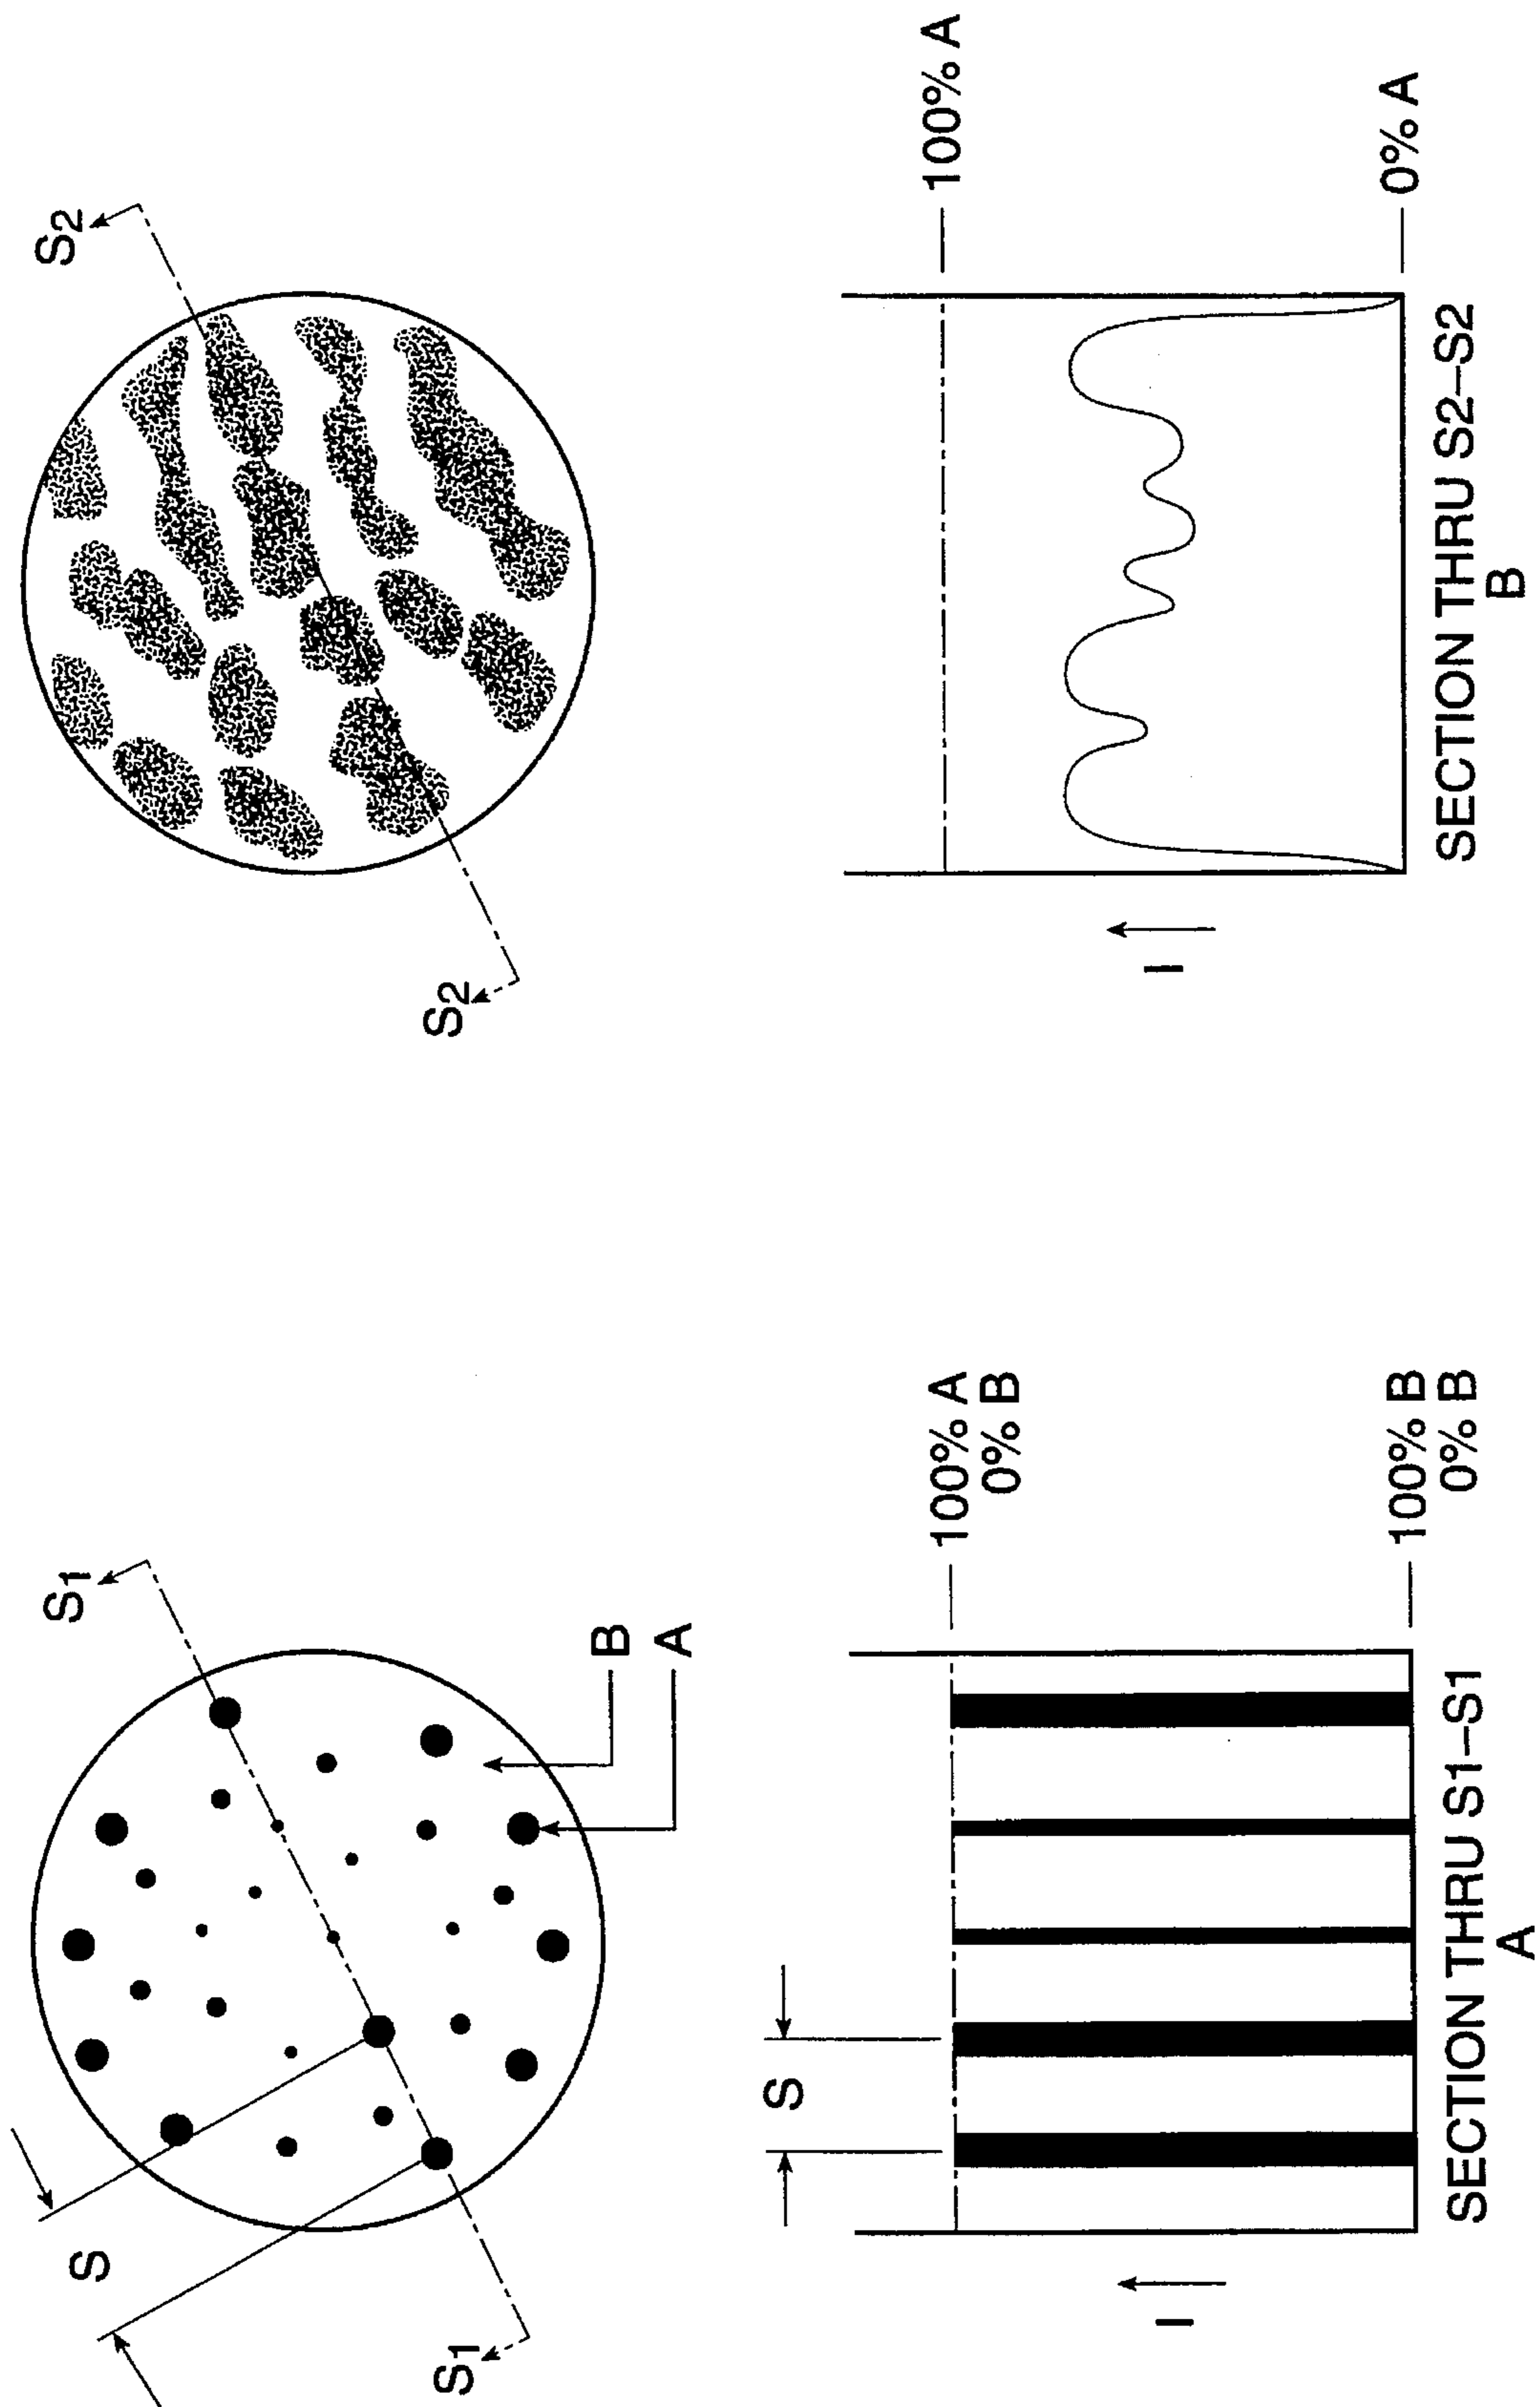 S1
S1
S
B
A
S
I
100% A
0% B
100% B
0% B
SECTION THRU S1–S1
A
S2
S2
I
100% A
0% A
SECTION THRU S2–S2
B